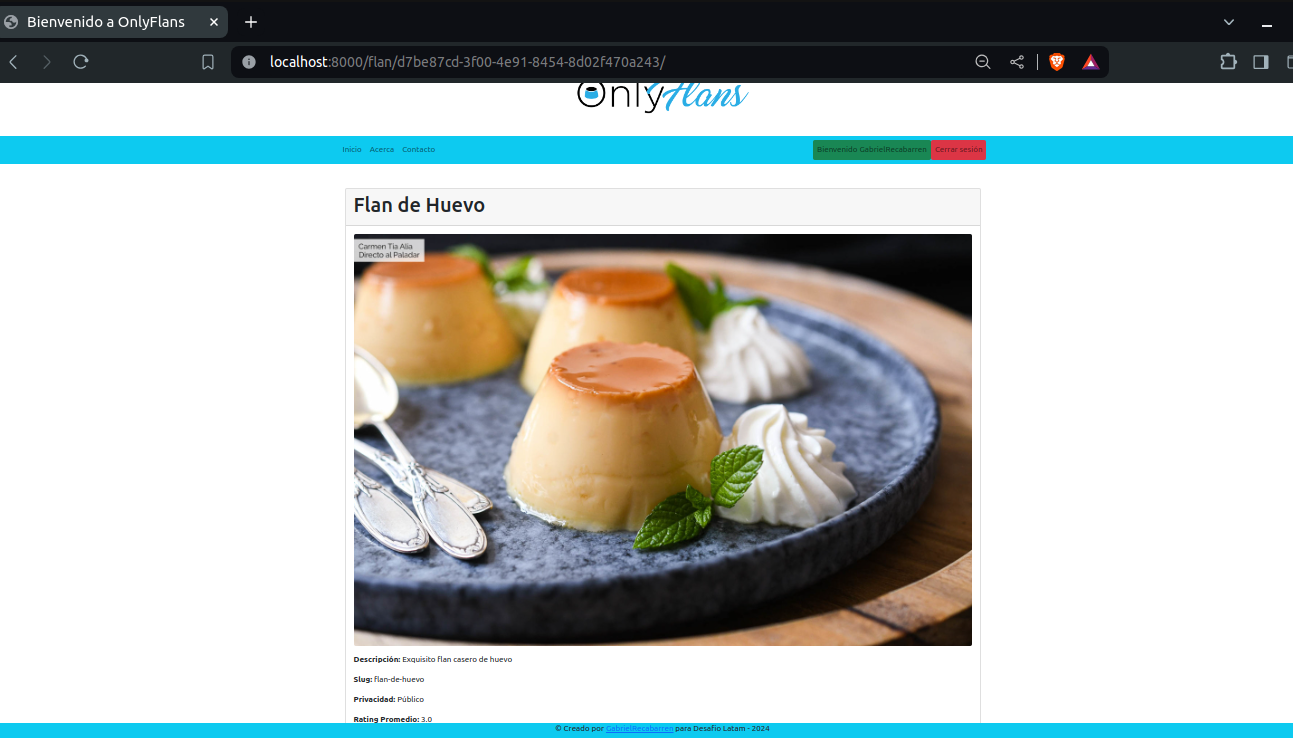 Bienvenido a OnlyFlans
localhost:8000/flan/d7be87cd-3f00-4e91-8454-8d02f470a243/
OnlyFlans
Inicio Acerca Contacto Bienvenido GabrielRecabarren Cerrar sesión
Flan de Huevo
Carmen Tía Alia
Directo al Paladar
Descripción: Exquisito flan casero de huevo
Slug: flan-de-huevo
Privacidad: Público
Rating Promedio: 3.0
© Creado por GabrielRecabarren para Desafio Latam - 2024